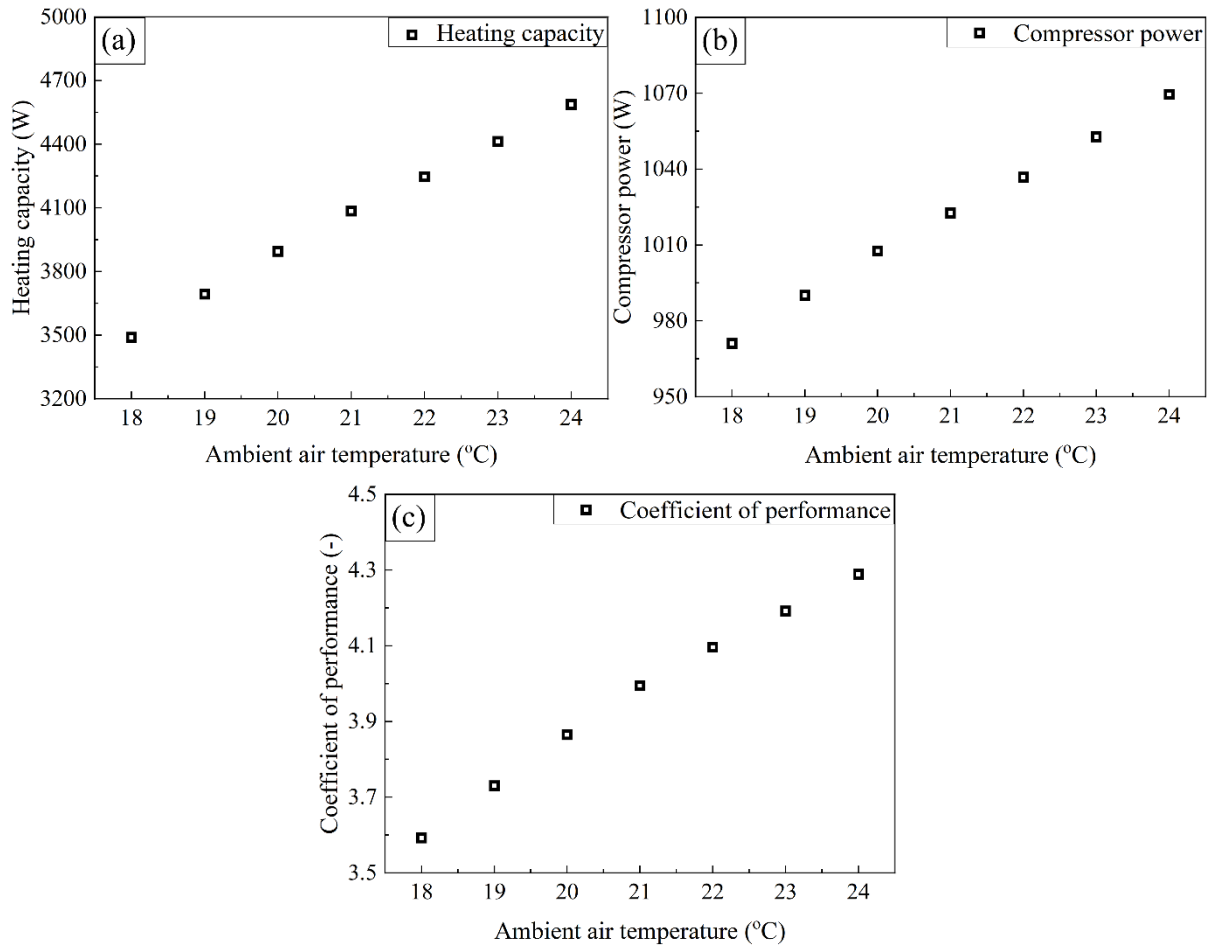 (a)
Heating capacity
Heating capacity (W)
5000
4700
4400
4100
3800
3500
3200
18 19 20 21 22 23 24
Ambient air temperature (°C)
(b)
Compressor power
Compressor power (W)
1100
1070
1040
1010
980
950
18 19 20 21 22 23 24
Ambient air temperature (°C)
(c)
Coefficient of performance
Coefficient of performance (-)
4.5
4.3
4.1
3.9
3.7
3.5
18 19 20 21 22 23 24
Ambient air temperature (°C)